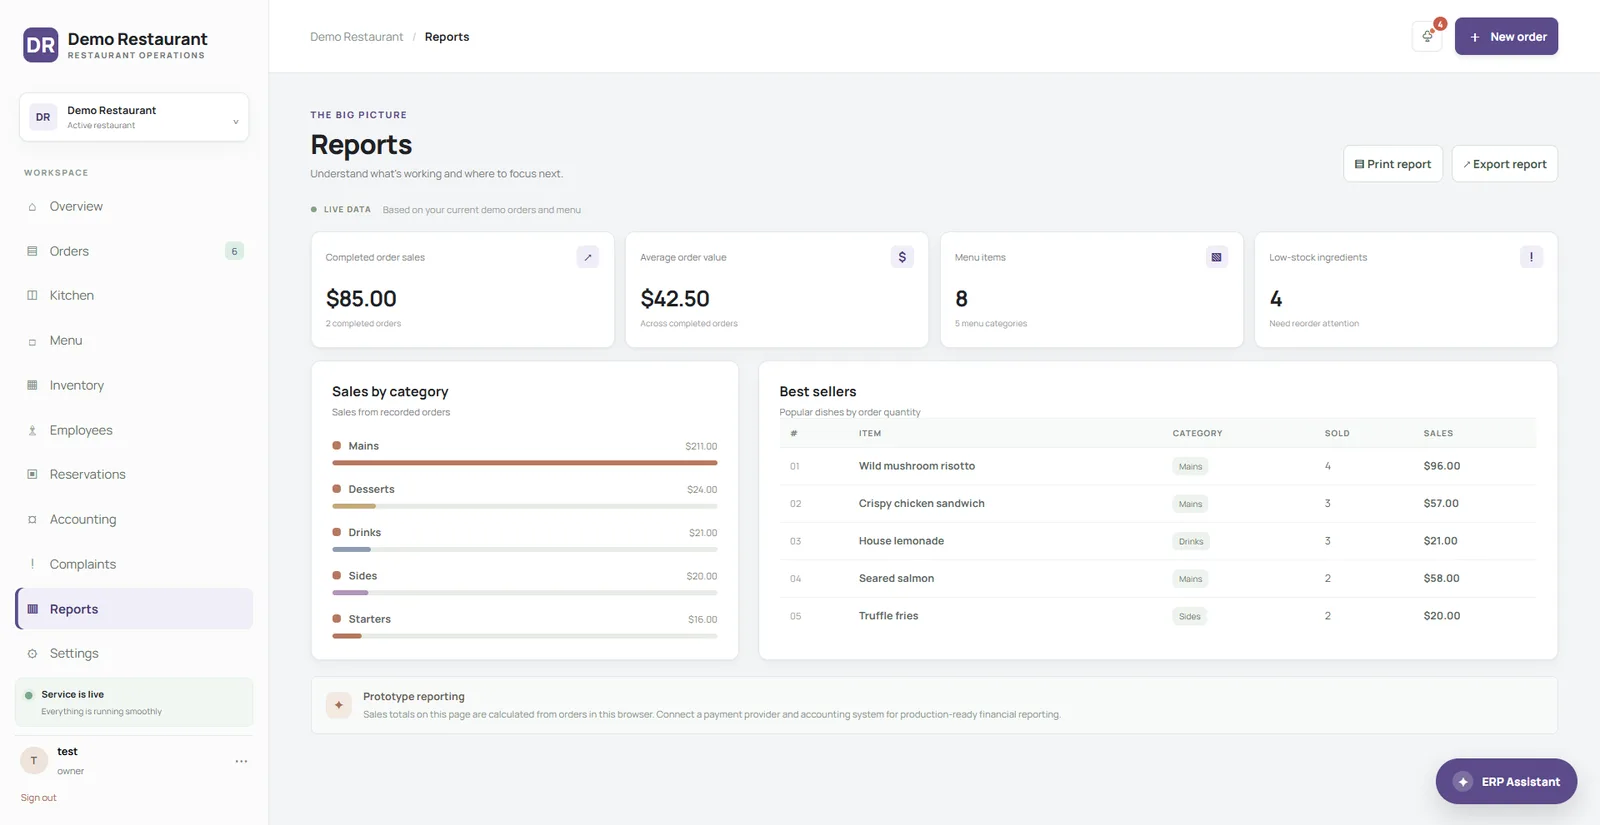 DR
Demo Restaurant
RESTAURANT OPERATIONS
DR
Demo Restaurant
Active restaurant
WORKSPACE
Overview
Orders
6
Kitchen
Menu
Inventory
Employees
Reservations
Accounting
! Complaints
Reports
Settings
Service is live
Everything is running smoothly
T
test
owner
...
Sign out
Demo Restaurant / Reports
4
+ New order
THE BIG PICTURE
Reports
Understand what's working and where to focus next.
Print report
Export report
LIVE DATA Based on your current demo orders and menu
Completed order sales
$85.00
2 completed orders
Average order value
$
$42.50
Across completed orders
Menu items
8
5 menu categories
Low-stock ingredients
!
4
Need reorder attention
Sales by category
Sales from recorded orders
Mains $211.00
Desserts $24.00
Drinks $21.00
Sides $20.00
Starters $16.00
Best sellers
Popular dishes by order quantity
# ITEM CATEGORY SOLD SALES
01 Wild mushroom risotto Mains 4 $96.00
02 Crispy chicken sandwich Mains 3 $57.00
03 House lemonade Drinks 3 $21.00
04 Seared salmon Mains 2 $58.00
05 Truffle fries Sides 2 $20.00
Prototype reporting
Sales totals on this page are calculated from orders in this browser. Connect a payment provider and accounting system for production-ready financial reporting.
ERP Assistant